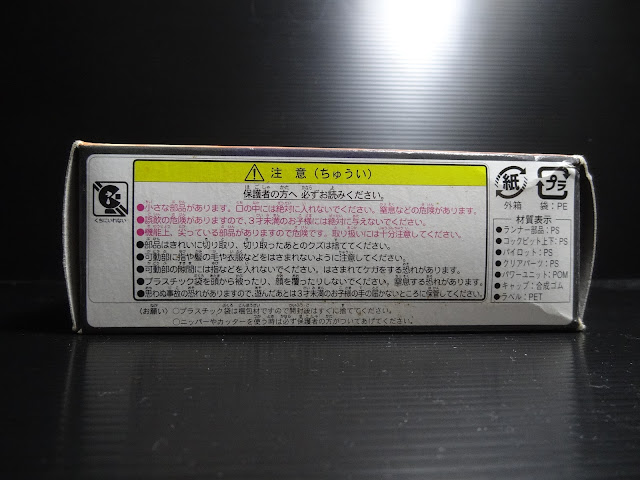 くちにいれない
注意(ちゅうい)
保護者の方へ 必ずお読みください。
●小さな部品があります。口の中には絶対に入れないでください。窒息などの危険があります。
●誤飲の危険がありますので、3才未満のお子様には絶対に与えないでください。
●機能上、尖っている部品がありますので危険です。取り扱いには十分注意してください。
●部品はきれいに切り取り、切り取ったあとのクズは捨ててください。
●可動部に指や髪の毛や衣服などをはさまれないように注意してください。
●可動部の隙間には指などを入れないでください。はさまれてケガをする恐れがあります。
●プラスチック袋を頭から被ったり、顔を覆ったりしないでください。窒息する恐れがあります。
●思わぬ事故の恐れがありますので、遊んだあとは3才未満のお子様の手の届かないところに保管してください。
〈お願い〉 □プラスチック袋は梱包材ですので開封後はすぐに捨ててください。
□ニッパーやカッターを使う時は必ず保護者の方がついてあげてください。
紙 プラ
外箱 袋:PE
材質表示
●ランナー部品:PS
●コックピット上下:PS
●パイロット:PS
●クリアパーツ:PS
●パワーユニット:POM
●キャップ:合成ゴム
●ラベル:PET